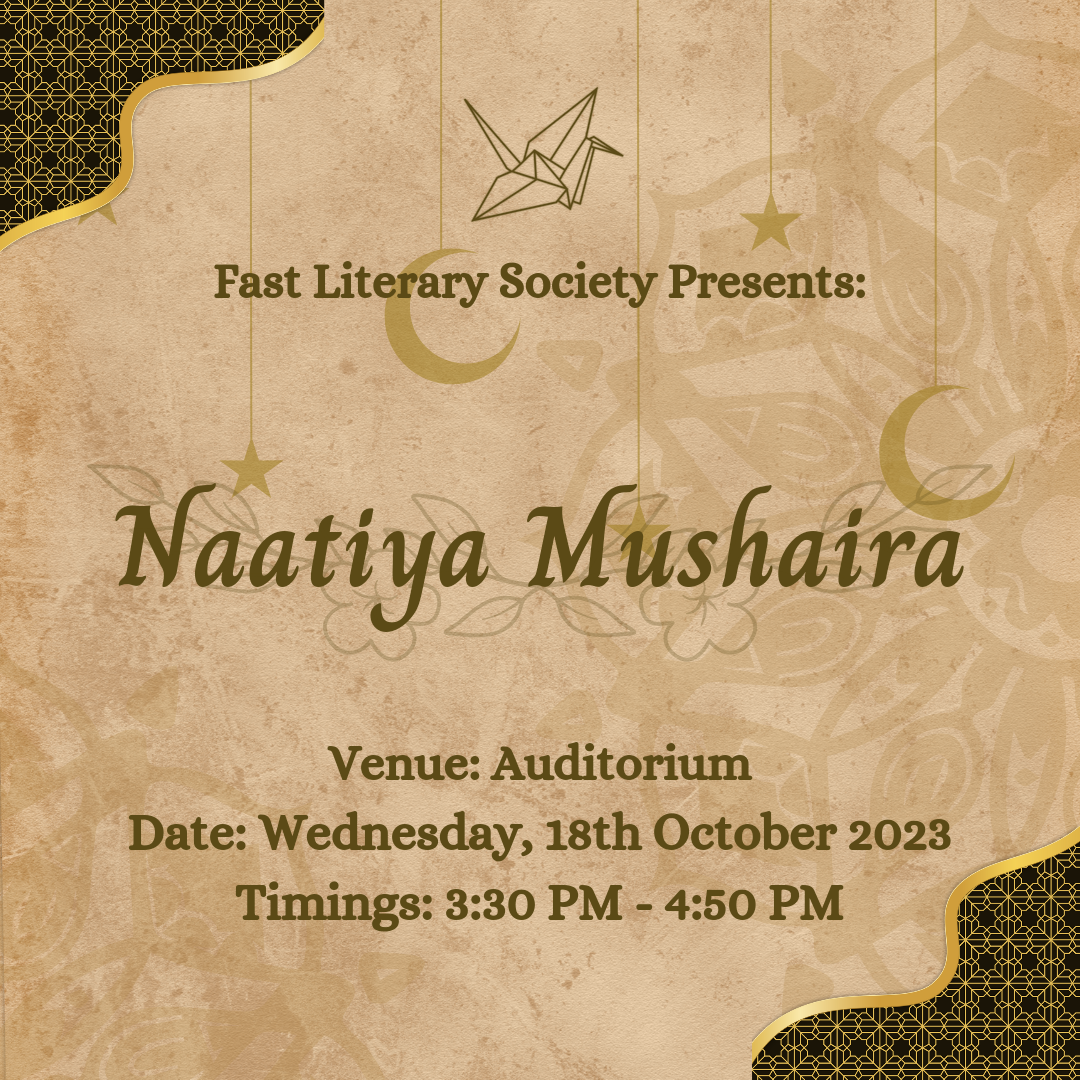 Fast Literary Society Presents:
Naatiya Mushaira
Venue: Auditorium
Date: Wednesday, 18th October 2023
Timings: 3:30 PM - 4:50 PM